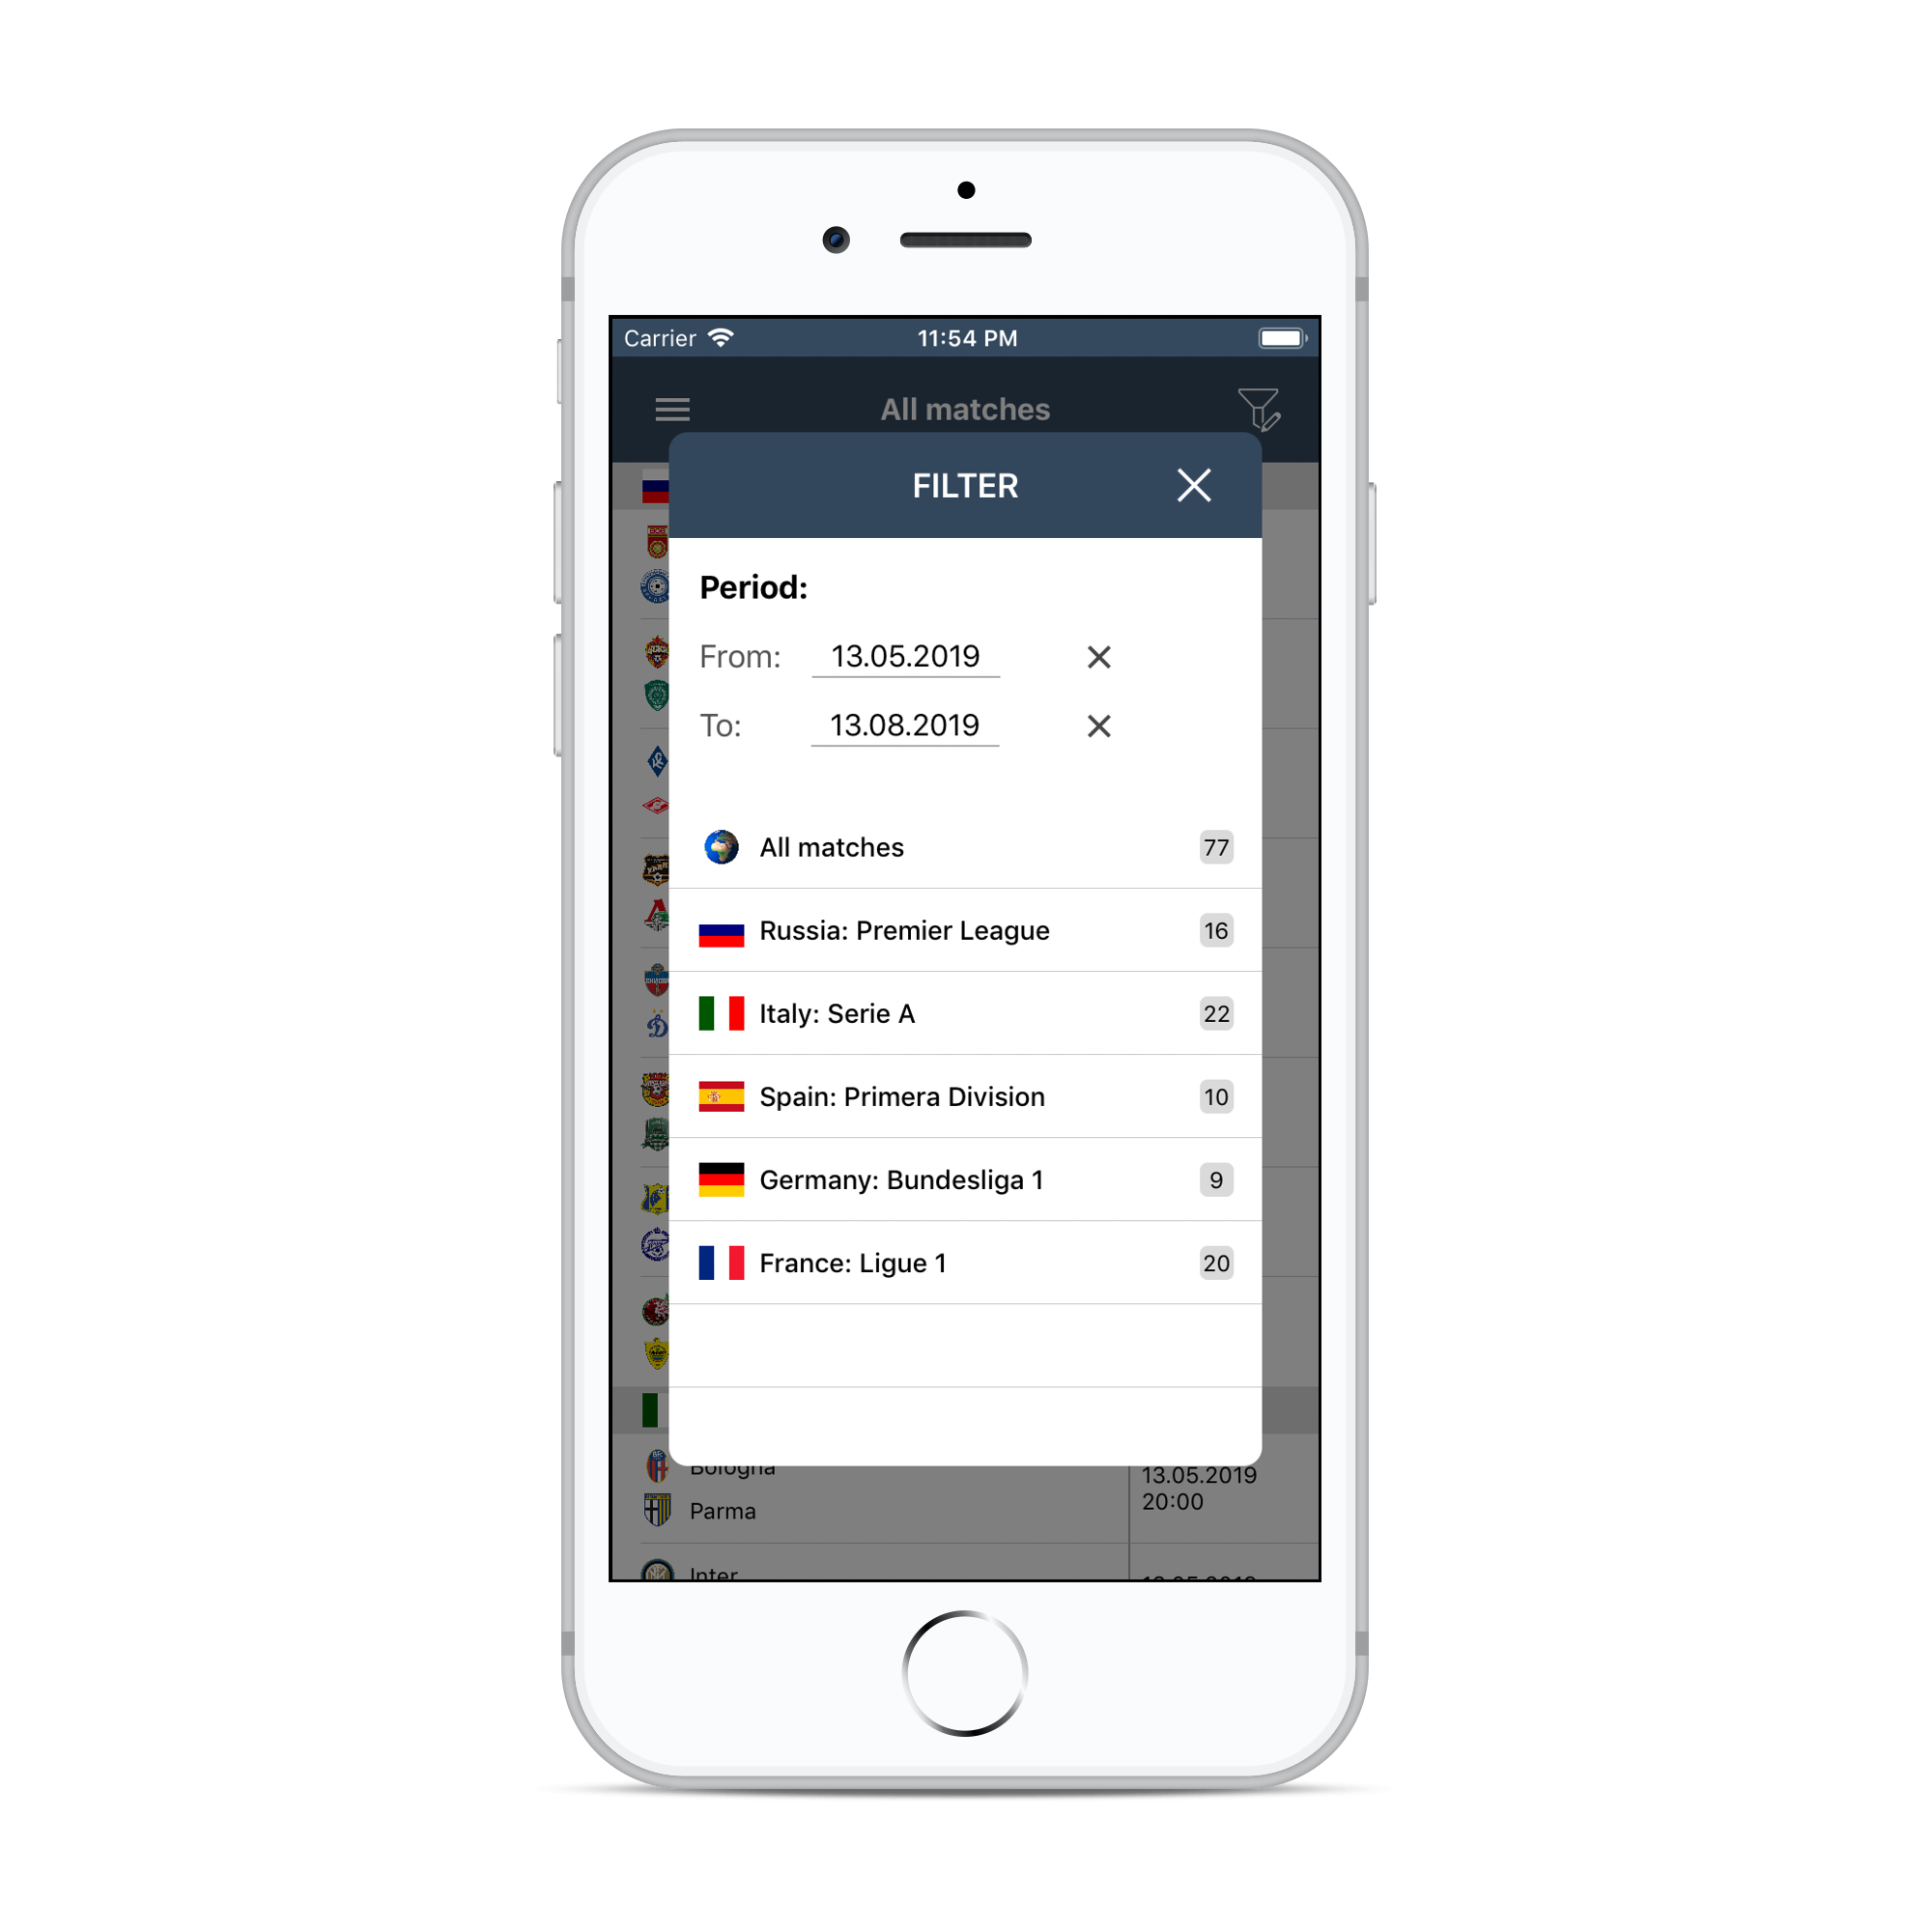 Carrier 11:54 PM
All matches
FILTER
Period:
From: 13.05.2019
To: 13.08.2019
All matches 77
Russia: Premier League 16
Italy: Serie A 22
Spain: Primera Division 10
Germany: Bundesliga 1 9
France: Ligue 1 20
Bologna
13.05.2019
20:00
Parma
Inter